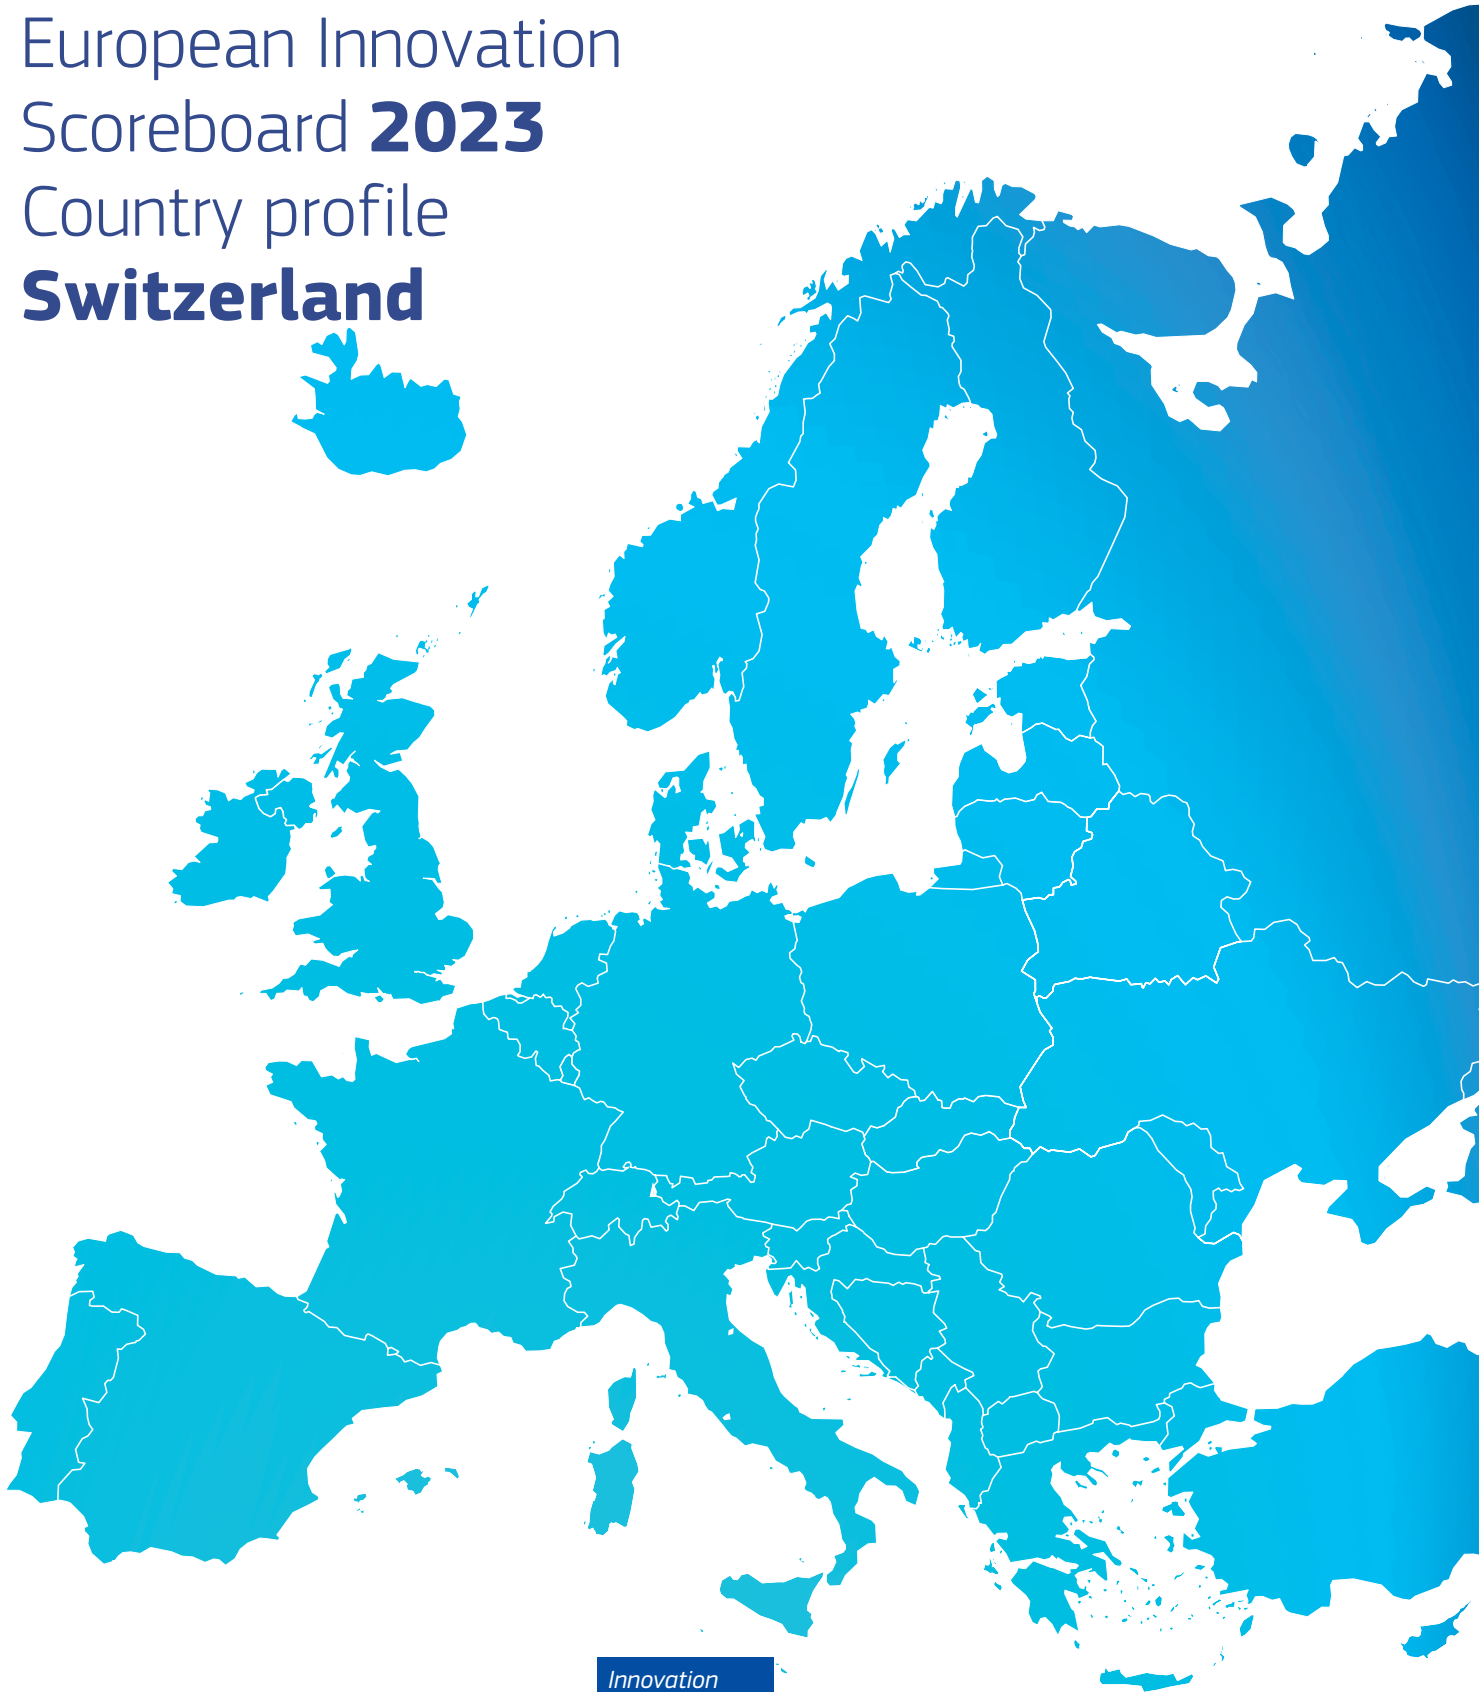 European Innovation
Scoreboard 2023
Country profile
Switzerland
Innovation